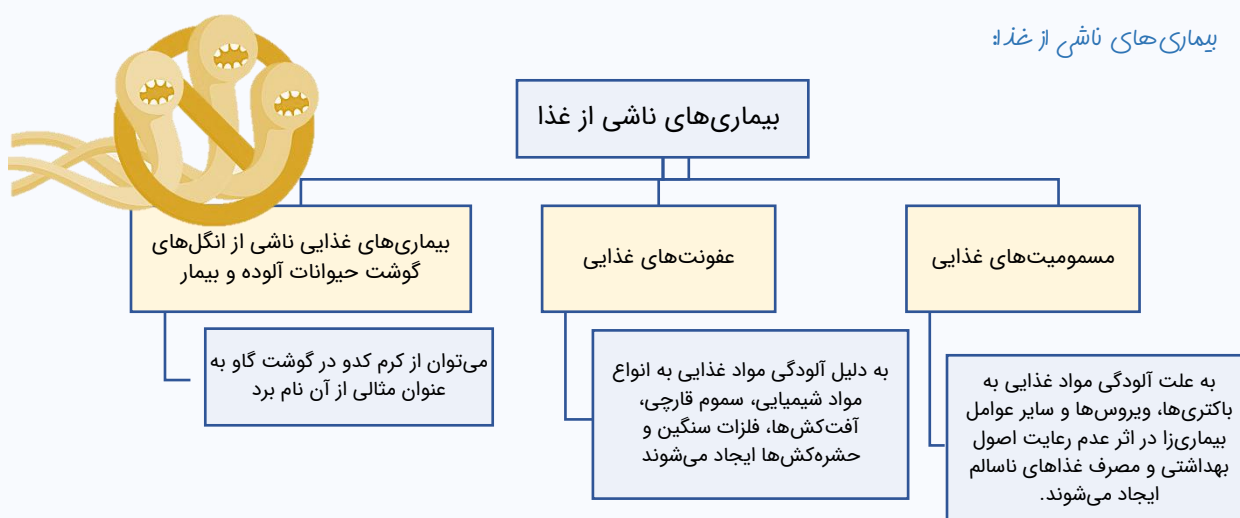 بیماری‌های ناشی از غذا:
بیماری‌های ناشی از غذا
مسمومیت‌های غذایی
به علت آلودگی مواد غذایی به
باکتری‌ها، ویروس‌ها و سایر عوامل
بیماری‌زا در اثر عدم رعایت اصول
بهداشتی و مصرف غذاهای ناسالم
ایجاد می‌شوند.
عفونت‌های غذایی
به دلیل آلودگی مواد غذایی به انواع
مواد شیمیایی، سموم قارچی،
آفت‌کش‌ها، فلزات سنگین و
حشره‌کش‌ها ایجاد می‌شوند
بیماری‌های غذایی ناشی از انگل‌های
گوشت حیوانات آلوده و بیمار
می‌توان از کرم کدو در گوشت گاو به
عنوان مثالی از آن نام برد